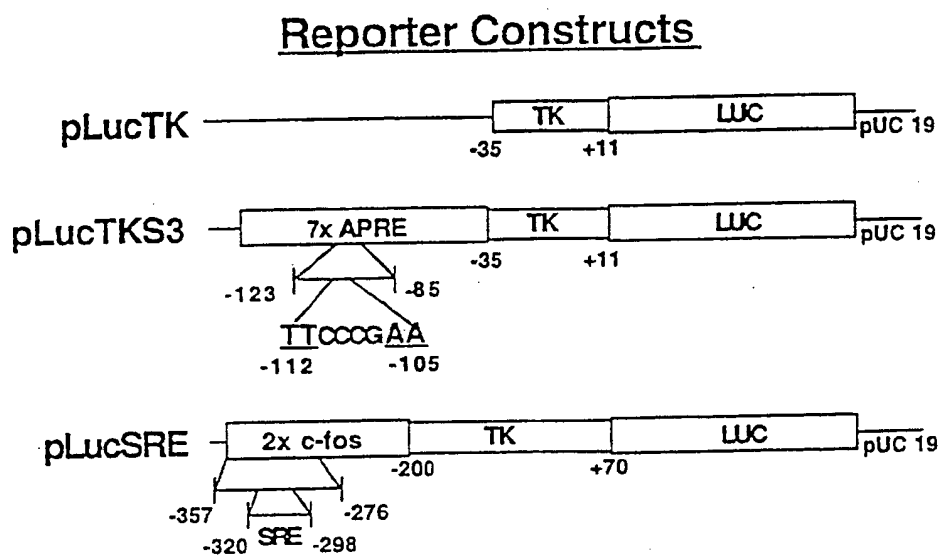 Reporter Constructs
pLucTK TK LUC pUC 19
-35 +11
pLucTKS3 7x APRE TK LUC pUC 19
-35 +11
-123 -85
TTCCCGAA
-112 -105
pLucSRE 2x c-fos TK LUC pUC 19
-200 +70
-357 -276
-320 SRE -298